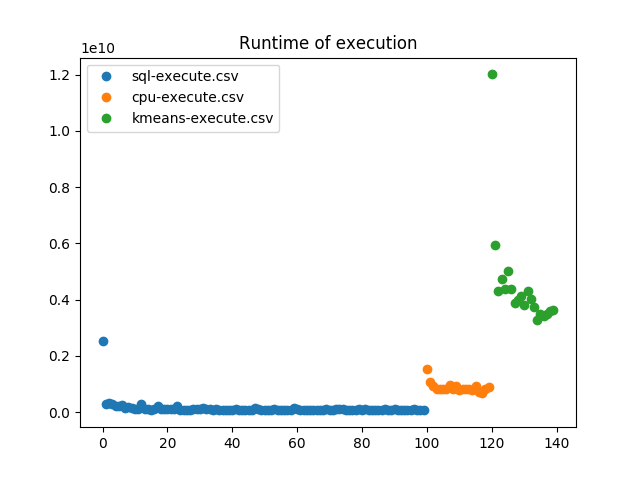 Runtime of execution
1e10
sql-execute.csv
cpu-execute.csv
kmeans-execute.csv
1.2
1.0
0.8
0.6
0.4
0.2
0.0
0 20 40 60 80 100 120 140